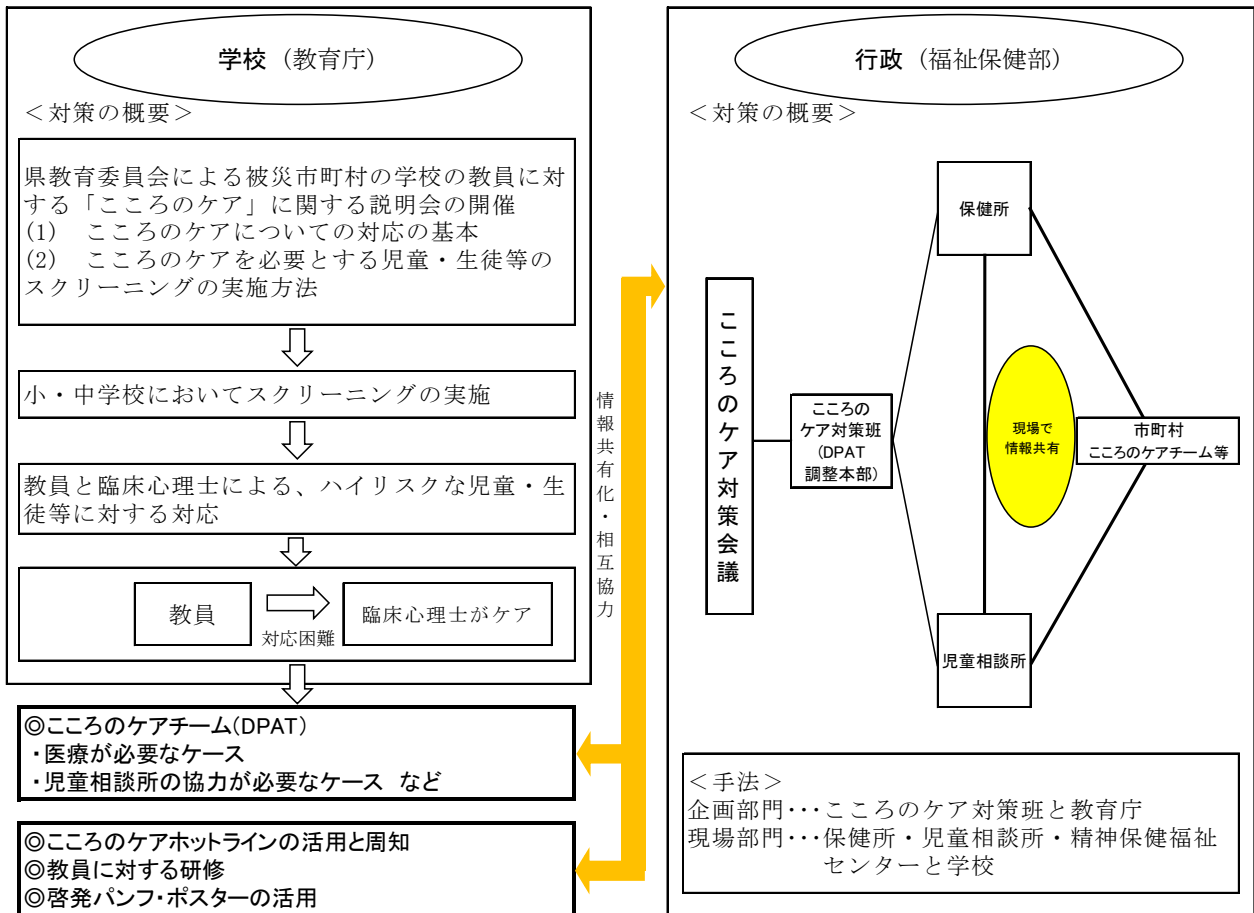 学校（教育庁）
＜対策の概要＞
県教育委員会による被災市町村の学校の教員に対
する「こころのケア」に関する説明会の開催
(1)　こころのケアについての対応の基本
(2)　こころのケアを必要とする児童・生徒等の
スクリーニングの実施方法
小・中学校においてスクリーニングの実施
教員と臨床心理士による、ハイリスクな児童・生
徒等に対する対応
教員
対応困難
臨床心理士がケア
◎こころのケアチーム(DPAT)
・医療が必要なケース
・児童相談所の協力が必要なケース など
◎こころのケアホットラインの活用と周知
◎教員に対する研修
◎啓発パンフ・ポスターの活用
情報共有化・相互協力
行政（福祉保健部）
＜対策の概要＞
こころのケア対策会議
こころの
ケア対策班
(DPAT
調整本部)
保健所
現場で
情報共有
市町村
こころのケアチーム等
児童相談所
＜手法＞
企画部門･･･こころのケア対策班と教育庁
現場部門･･･保健所・児童相談所・精神保健福祉
センターと学校